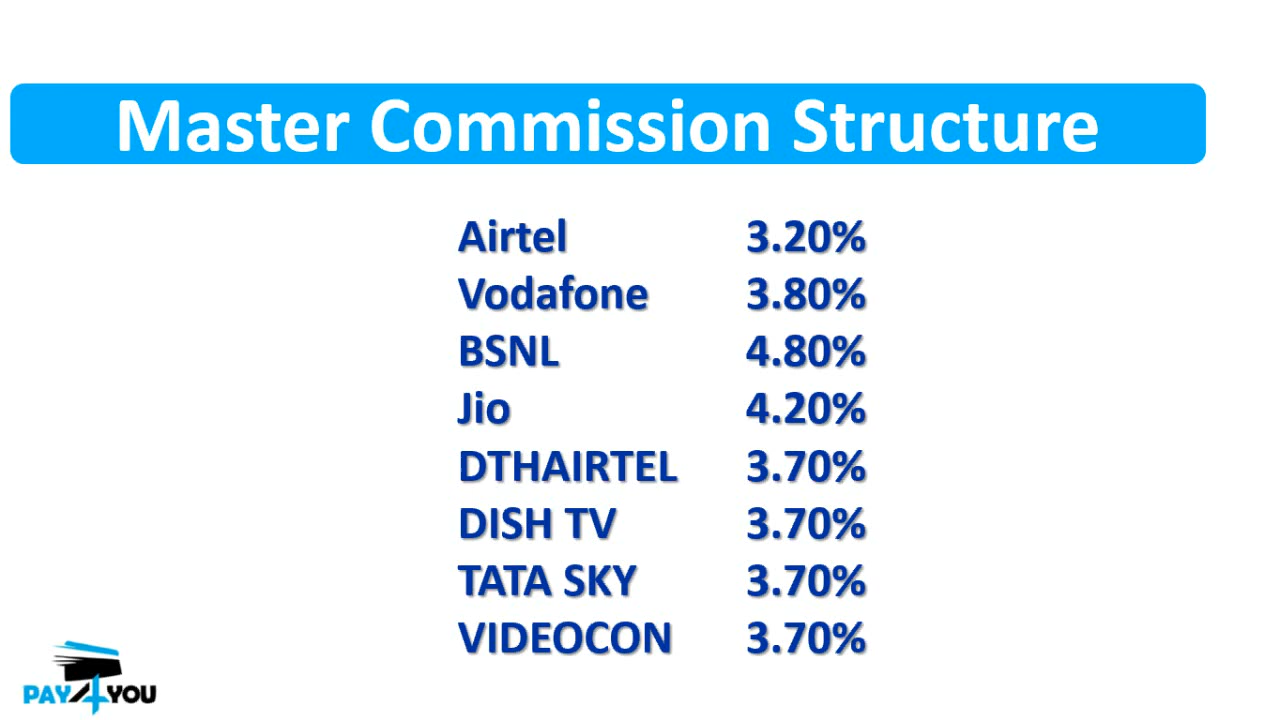 Master Commission Structure
Airtel 3.20%
Vodafone 3.80%
BSNL 4.80%
Jio 4.20%
DTHAIRTEL 3.70%
DISH TV 3.70%
TATA SKY 3.70%
VIDEOCON 3.70%
PAY4YOU